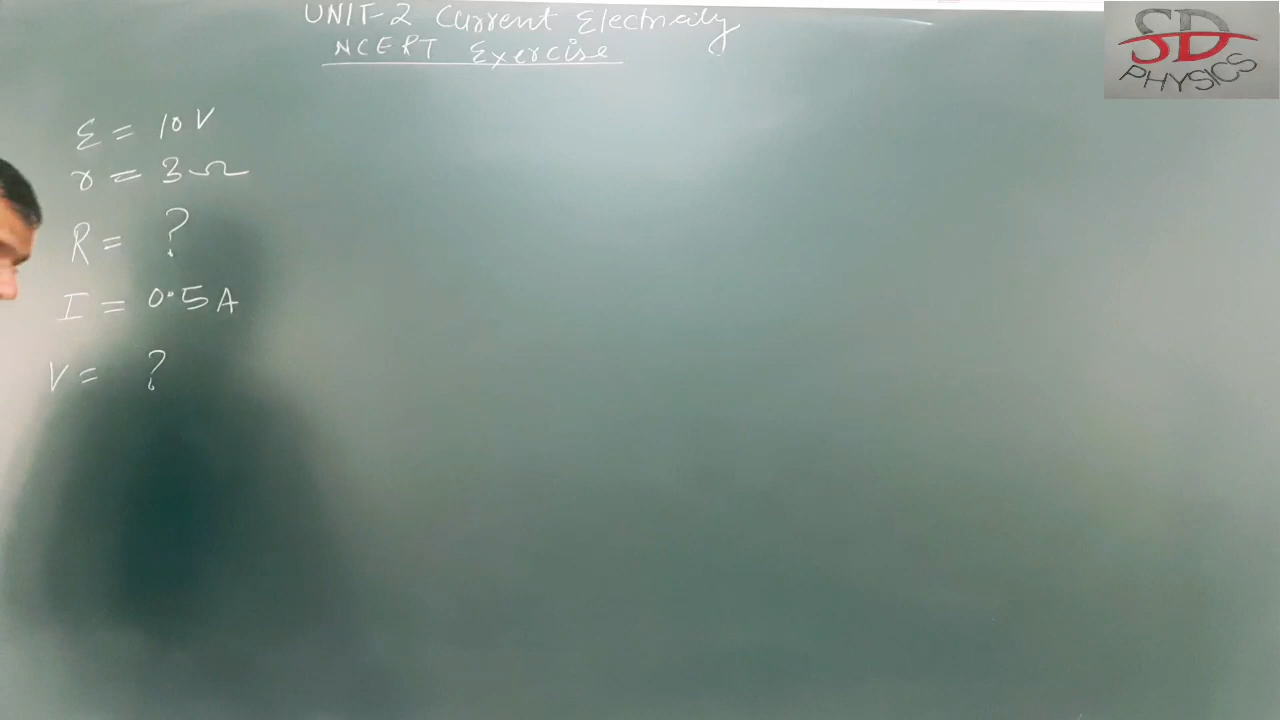 UNIT-2 Current Electricity
NCERT Exercise
SD
PHYSICS
ε = 10 V
r = 3 Ω
R = ?
I = 0.5 A
V = ?